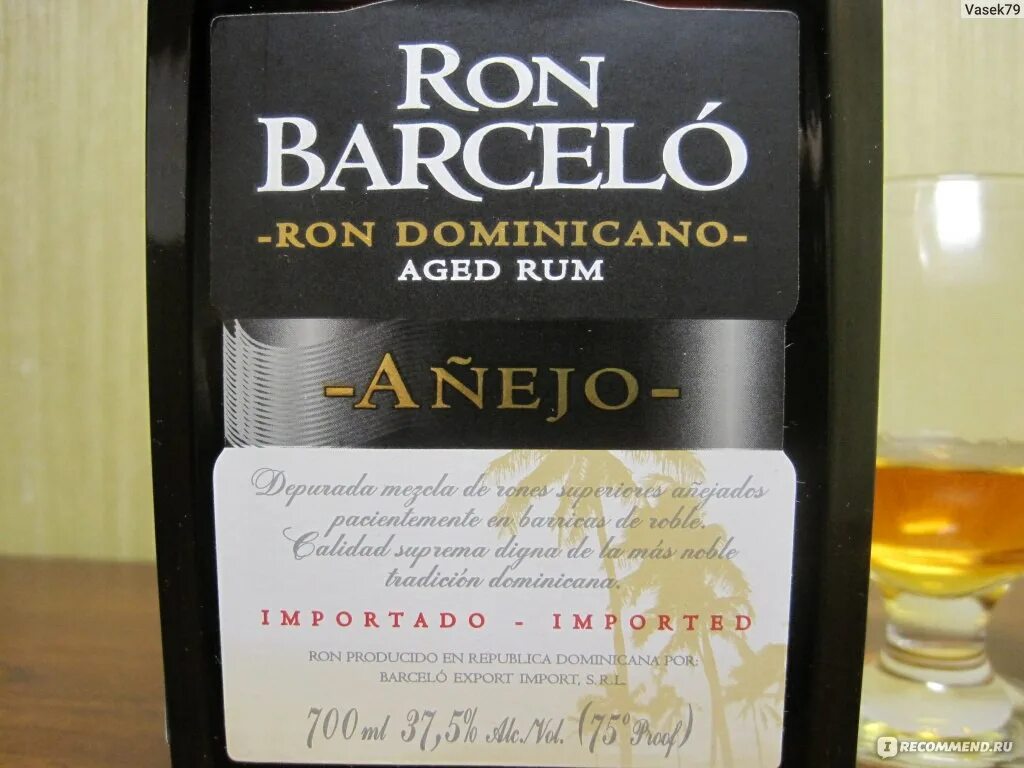 Vasek79
RON
BARCELÓ
-RON DOMINICANO-
AGED RUM
-AÑEJO-
Depurada mezcla de rones superiores añejados
pacientemente en barricas de roble.
Calidad suprema digna de la más noble
tradición dominicana.
IMPORTADO - IMPORTED
RON PRODUCIDO EN REPUBLICA DOMINICANA POR:
BARCELÓ EXPORT IMPORT, S.R.L.
700 ml 37,5% Alc./Vol. (75° Proof)
I RECOMMEND.RU